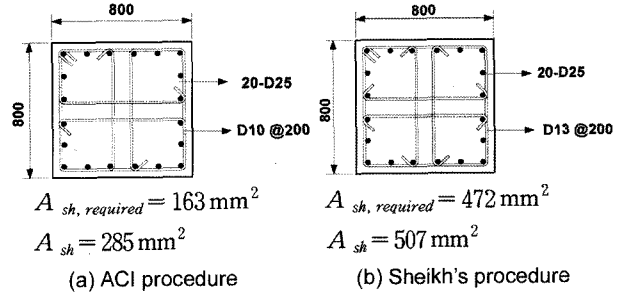 800
800
20-D25
D10 @200
A sh, required = 163 mm²
A sh = 285 mm²
(a) ACI procedure
800
800
20-D25
D13 @200
A sh, required = 472 mm²
A sh = 507 mm²
(b) Sheikh's procedure